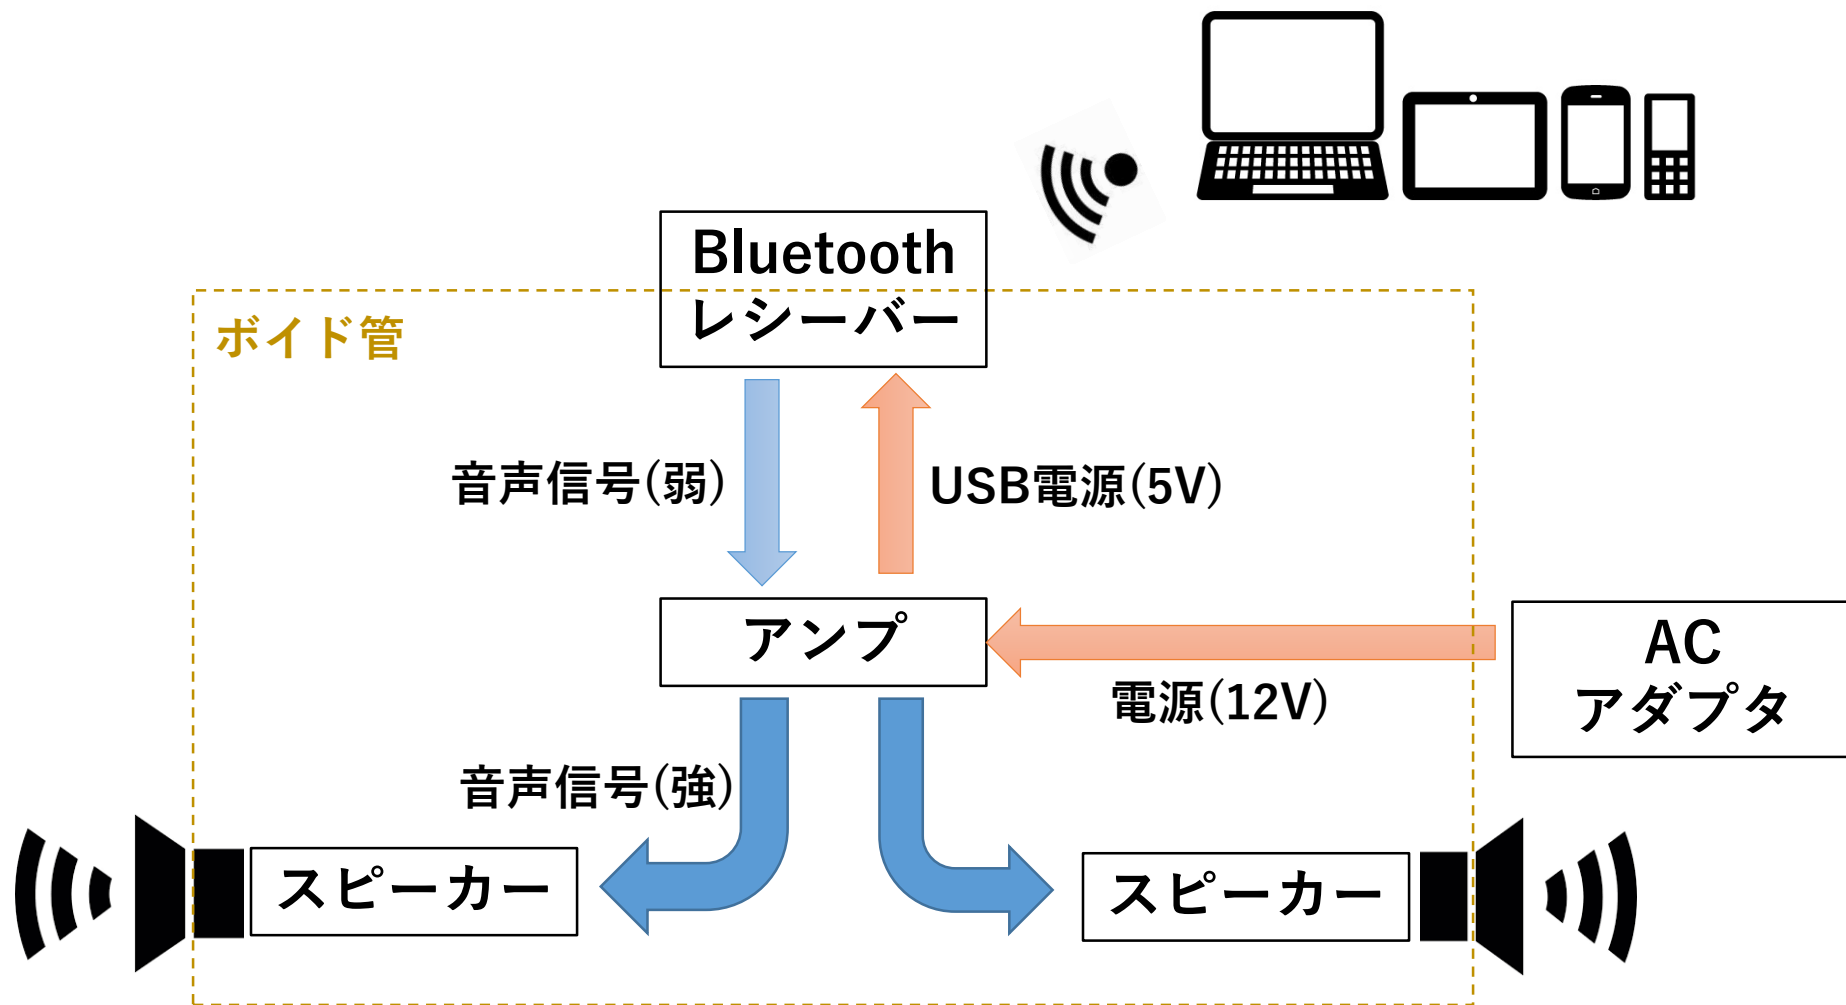 Bluetooth
レシーバー
ボイド管
音声信号(弱)
USB電源(5V)
アンプ
AC
アダプタ
電源(12V)
音声信号(強)
スピーカー
スピーカー